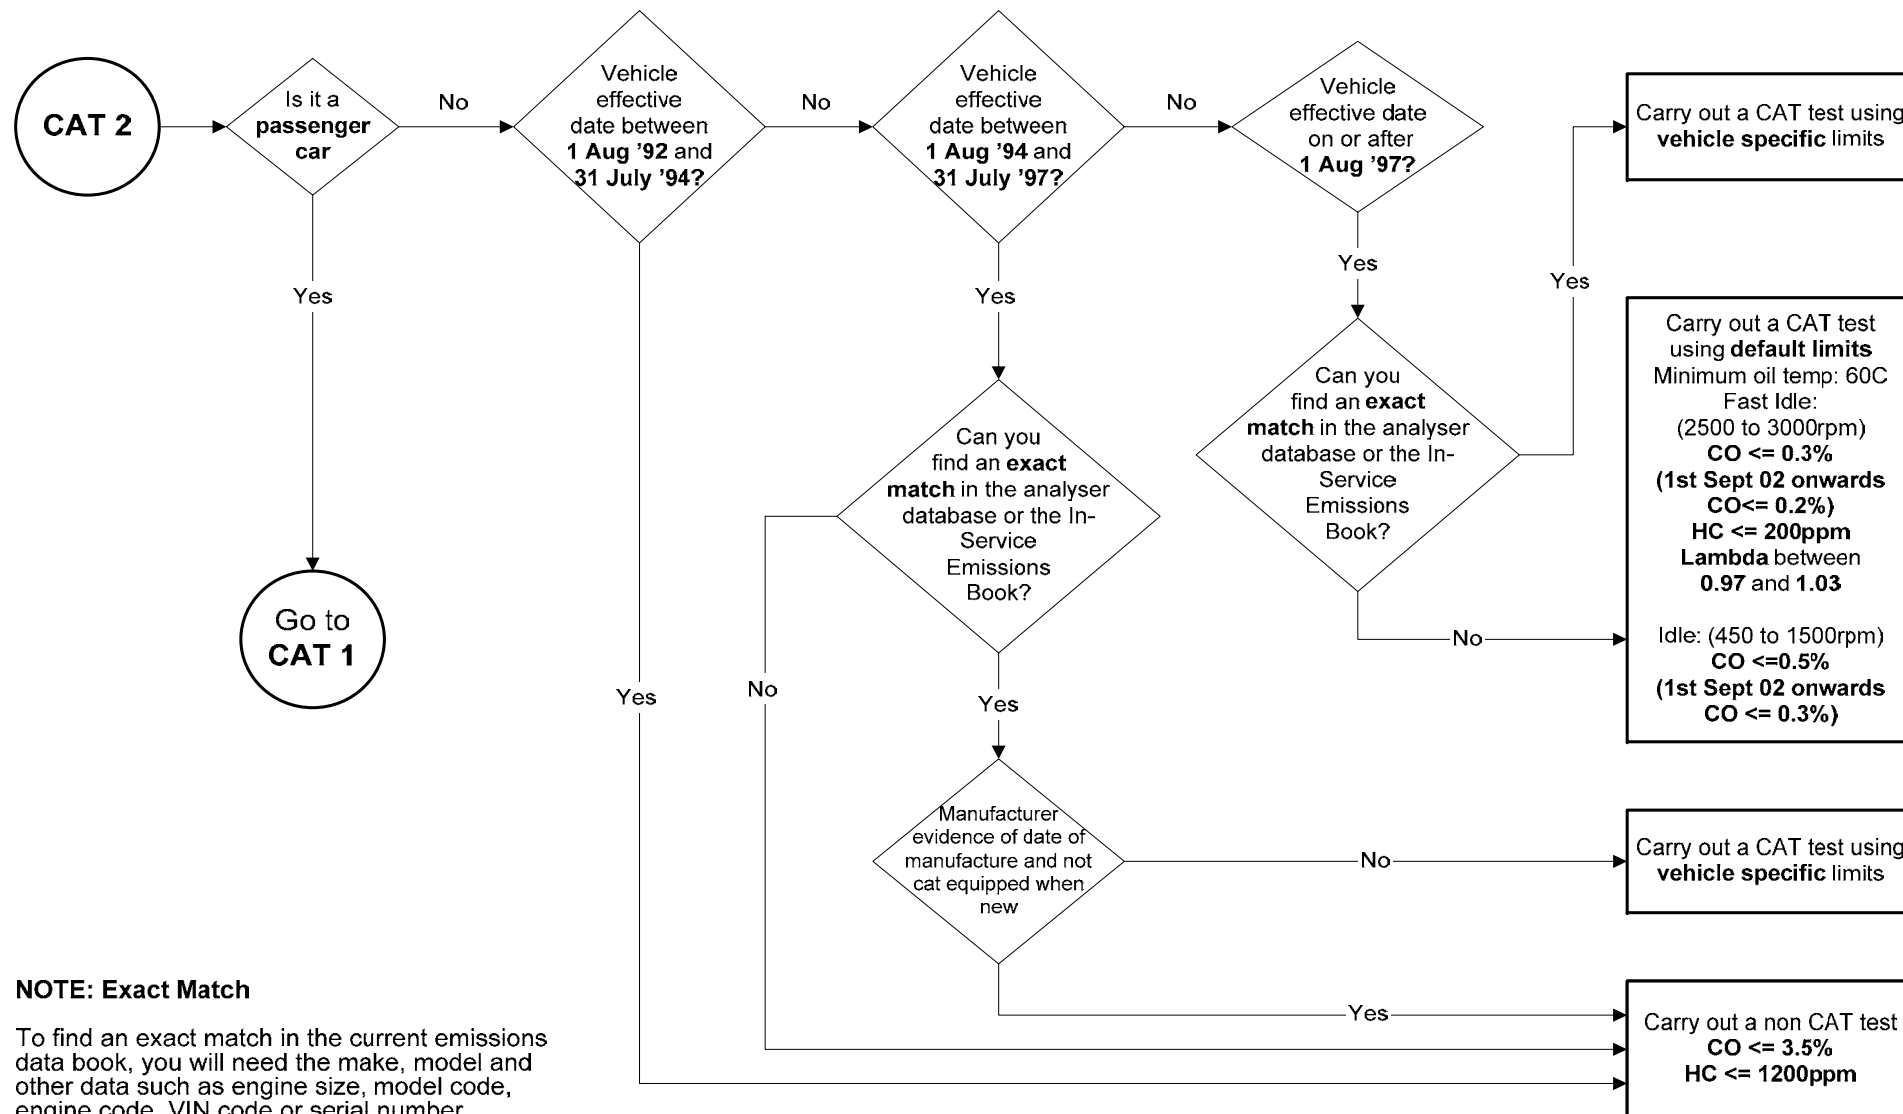 CAT 2
Is it a
passenger
car
No
Vehicle
effective
date between
1 Aug ’92 and
31 July ’94?
No
Vehicle
effective
date between
1 Aug ’94 and
31 July ’97?
No
Vehicle
effective date
on or after
1 Aug ’97?
Carry out a CAT test using
vehicle specific limits
Yes
Yes
Yes
Yes
Go to
CAT 1
Can you
find an exact
match in the analyser
database or the In-
Service
Emissions
Book?
Can you
find an exact
match in the analyser
database or the In-
Service
Emissions
Book?
Carry out a CAT test
using default limits
Minimum oil temp: 60C
Fast Idle:
(2500 to 3000rpm)
CO <= 0.3%
(1st Sept 02 onwards
CO<= 0.2%)
HC <= 200ppm
Lambda between
0.97 and 1.03
Idle: (450 to 1500rpm)
CO <=0.5%
(1st Sept 02 onwards
CO <= 0.3%)
No
Yes
No
Yes
Manufacturer
evidence of date of
manufacture and not
cat equipped when
new
No
Carry out a CAT test using
vehicle specific limits
Yes
Carry out a non CAT test
CO <= 3.5%
HC <= 1200ppm
NOTE: Exact Match
To find an exact match in the current emissions
data book, you will need the make, model and
other data such as engine size, model code,
engine code, VIN code or serial number